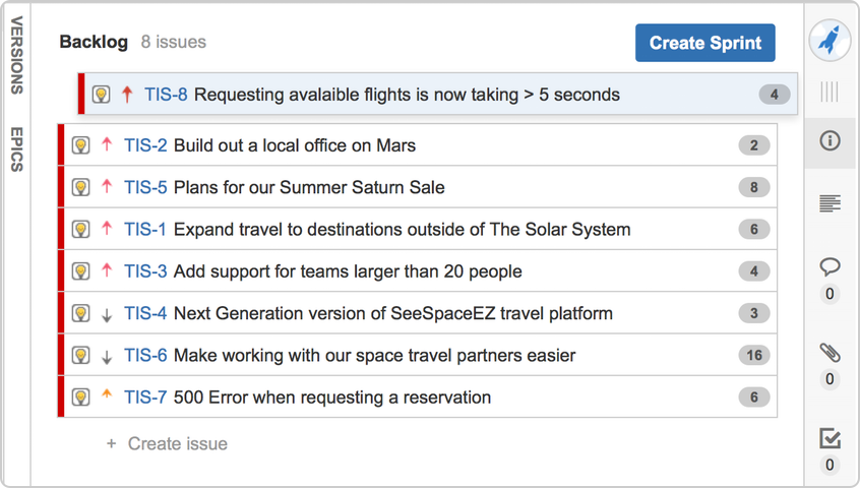 VERSIONS
EPICS
Backlog 8 issues
Create Sprint
TIS-8 Requesting avalaible flights is now taking > 5 seconds 4
TIS-2 Build out a local office on Mars 2
TIS-5 Plans for our Summer Saturn Sale 8
TIS-1 Expand travel to destinations outside of The Solar System 6
TIS-3 Add support for teams larger than 20 people 4
TIS-4 Next Generation version of SeeSpaceEZ travel platform 3
TIS-6 Make working with our space travel partners easier 16
TIS-7 500 Error when requesting a reservation 6
+ Create issue
0
0
0